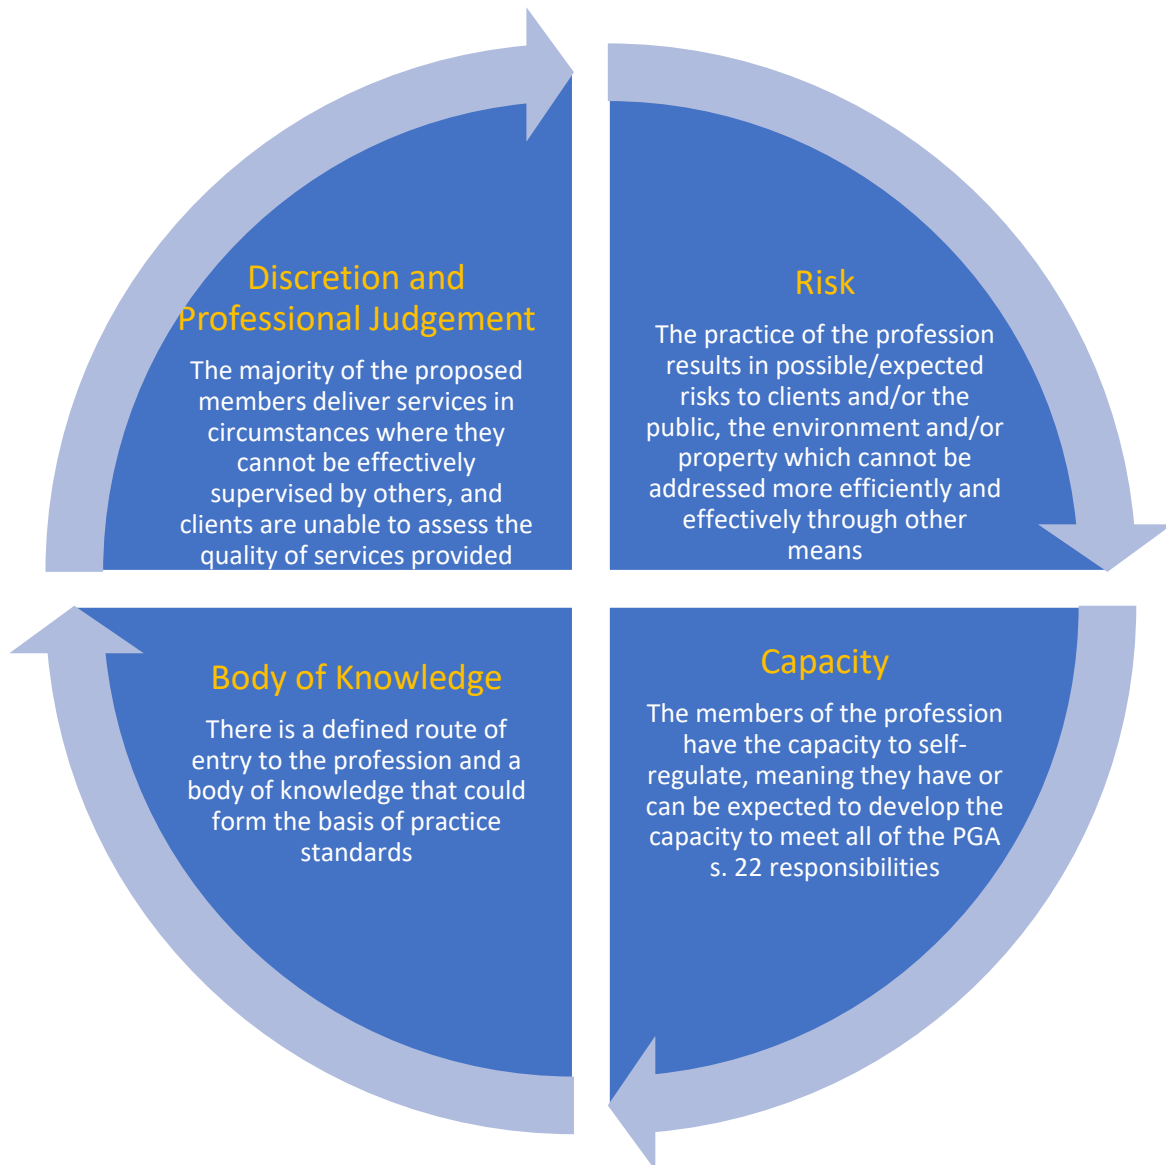 Discretion and
Professional Judgement
The majority of the proposed
members deliver services in
circumstances where they
cannot be effectively
supervised by others, and
clients are unable to assess the
quality of services provided
Risk
The practice of the profession
results in possible/expected
risks to clients and/or the
public, the environment and/or
property which cannot be
addressed more efficiently and
effectively through other
means
Body of Knowledge
There is a defined route of
entry to the profession and a
body of knowledge that could
form the basis of practice
standards
Capacity
The members of the profession
have the capacity to self-
regulate, meaning they have or
can be expected to develop the
capacity to meet all of the PGA
s. 22 responsibilities